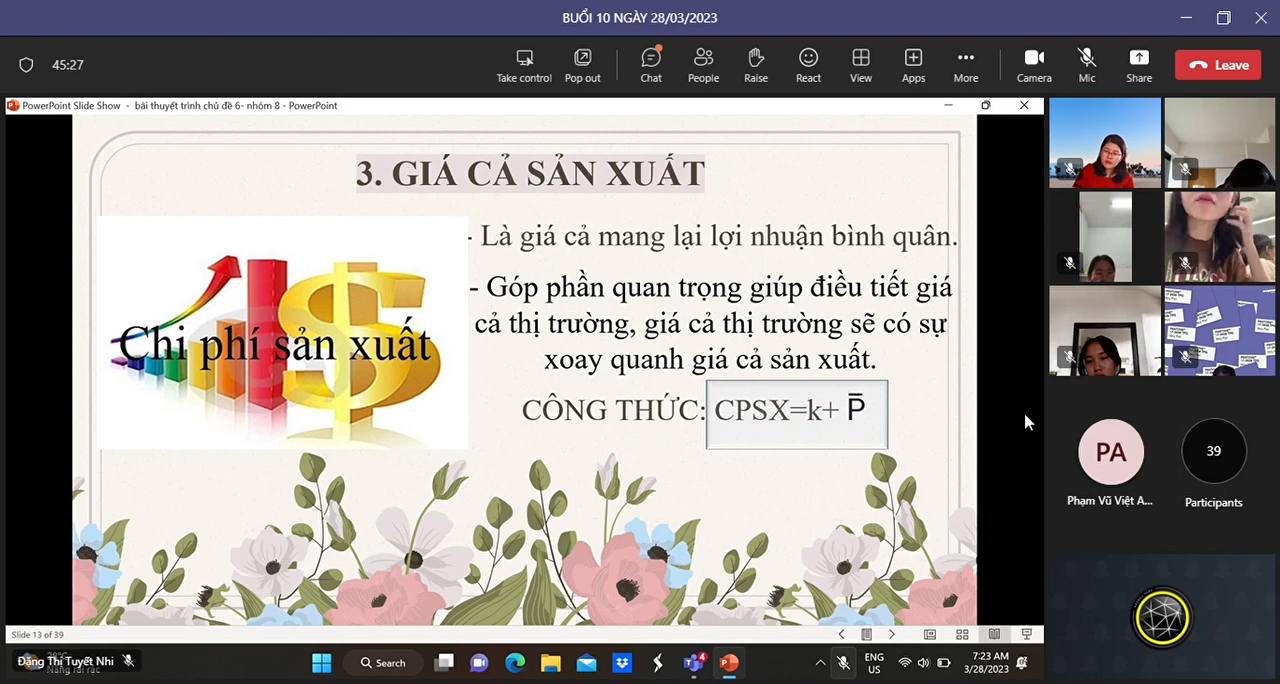 BUỔI 10 NGÀY 28/03/2023
45:27
Take control
Pop out
Chat
People
Raise
React
View
Apps
More
Camera
Mic
Share
Leave
PowerPoint Slide Show - bài thuyết trình chủ đề 6- nhóm 8 - PowerPoint
3. GIÁ CẢ SẢN XUẤT
Chi phí sản xuất
- Là giá cả mang lại lợi nhuận bình quân.
- Góp phần quan trọng giúp điều tiết giá
cả thị trường, giá cả thị trường sẽ có sự
xoay quanh giá cả sản xuất.
CÔNG THỨC: CPSX=k+ P̄
PA
Phạm Vũ Việt A...
39
Participants
Slide 13 of 39
Đặng Thị Tuyết Nhi
Nắng rải rác
Search
4
ENG
US
7:23 AM
3/28/2023